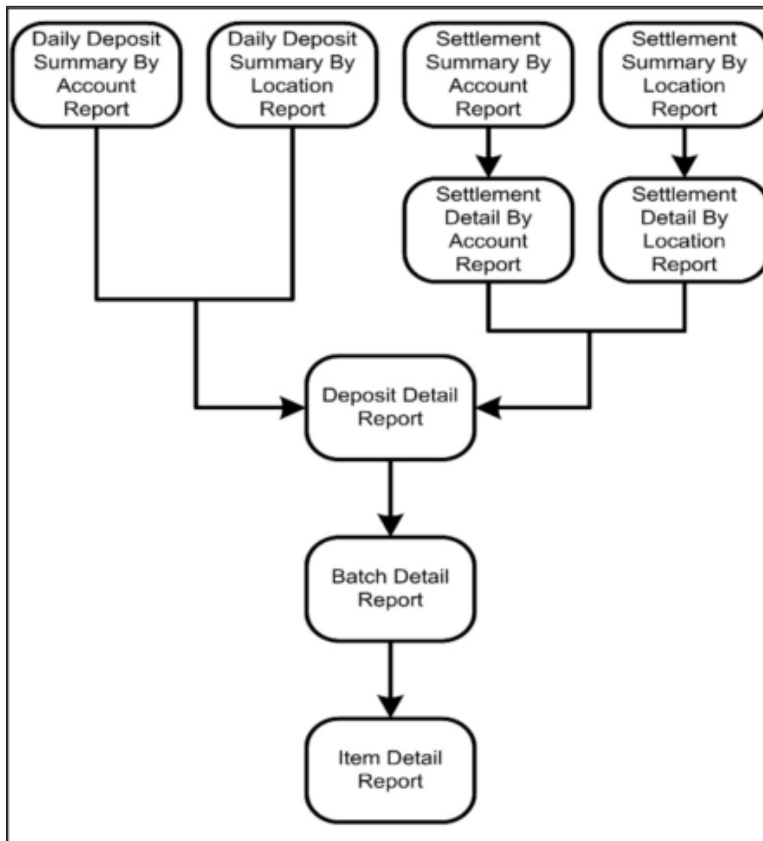 Daily Deposit
Summary By
Account
Report
Daily Deposit
Summary By
Location
Report
Settlement
Summary By
Account
Report
Settlement
Summary By
Location
Report
Settlement
Detail By
Account
Report
Settlement
Detail By
Location
Report
Deposit Detail
Report
Batch Detail
Report
Item Detail
Report